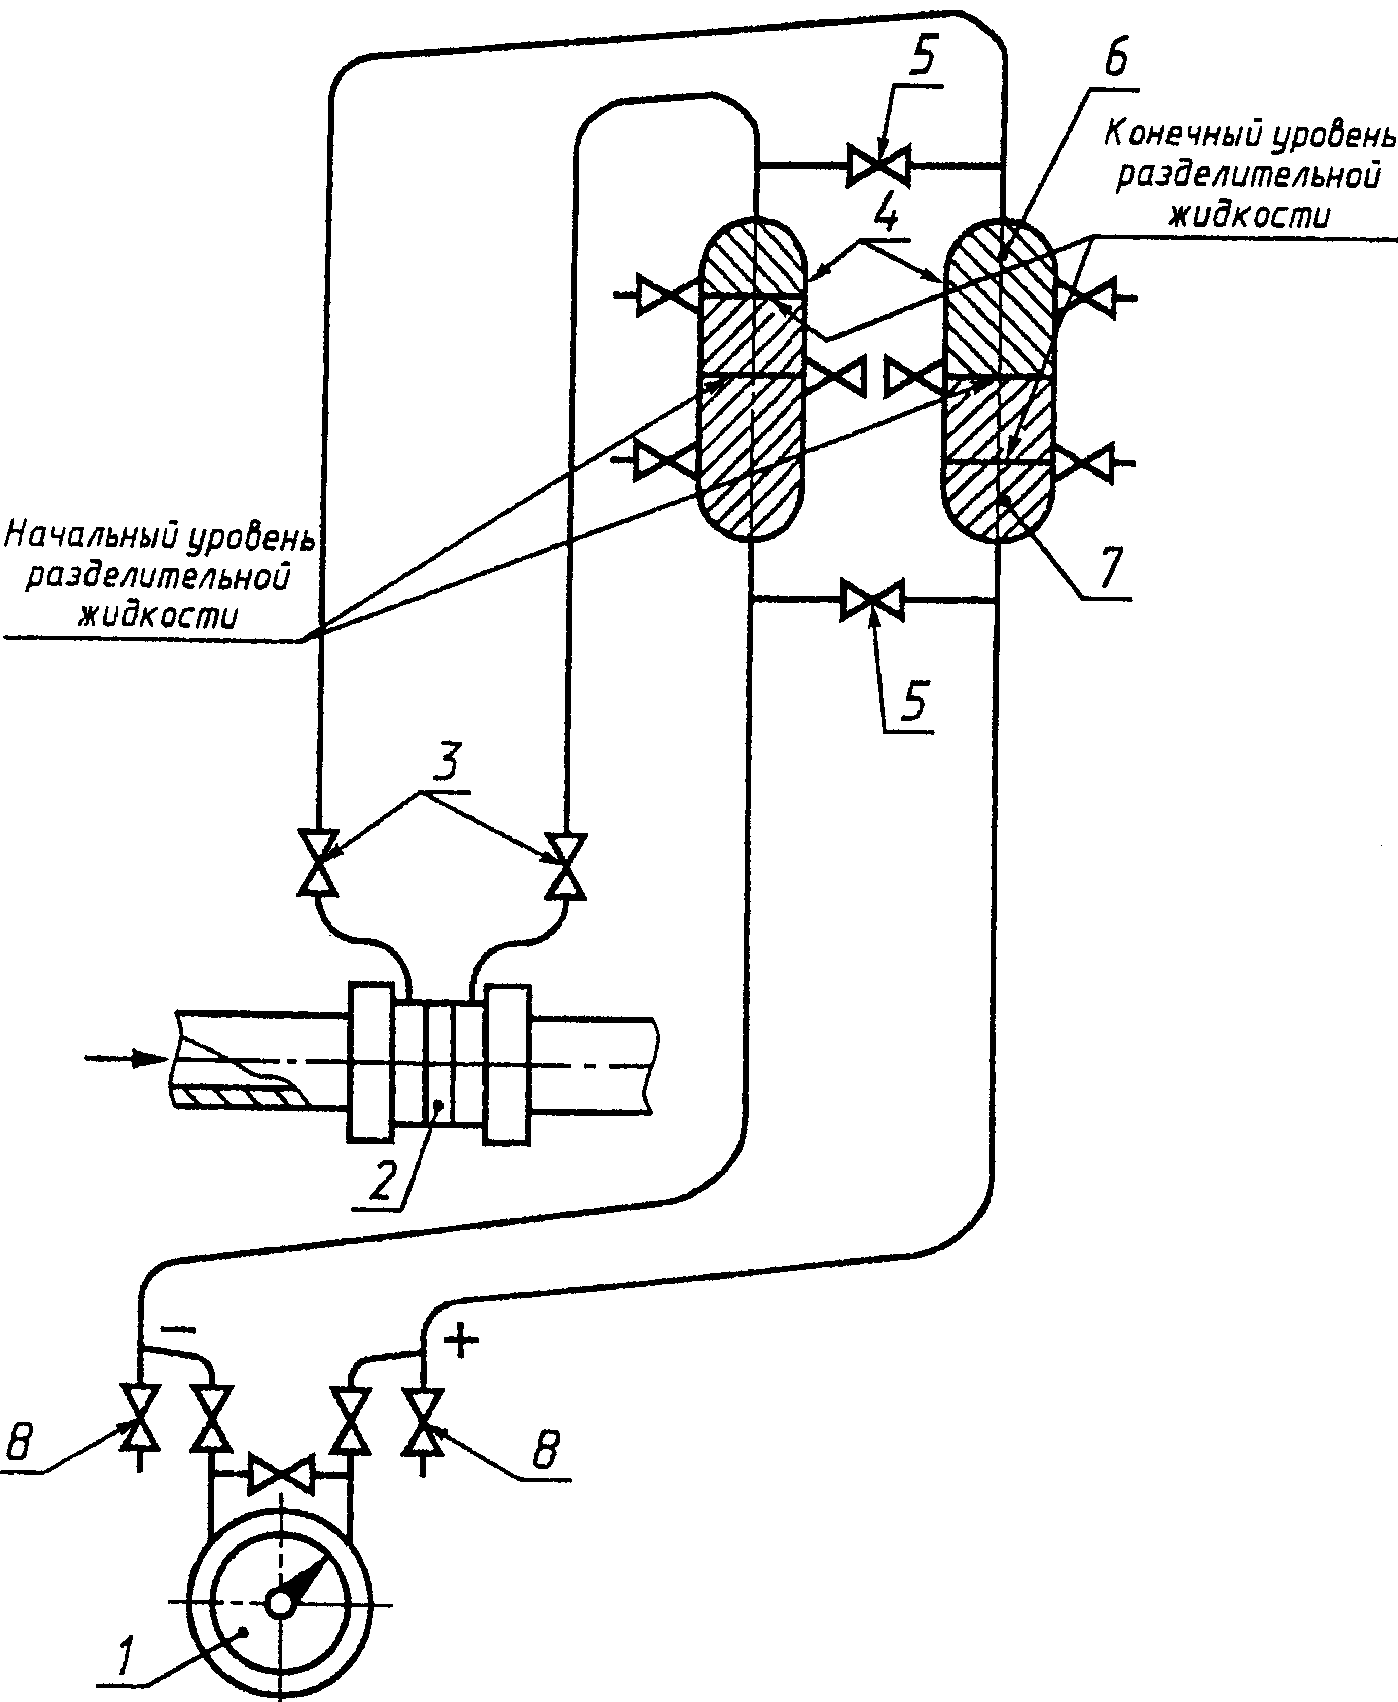 5
6
Конечный уровень
разделительной
жидкости
4
Начальный уровень
разделительной
жидкости
7
5
3
2
− +
8
8
1